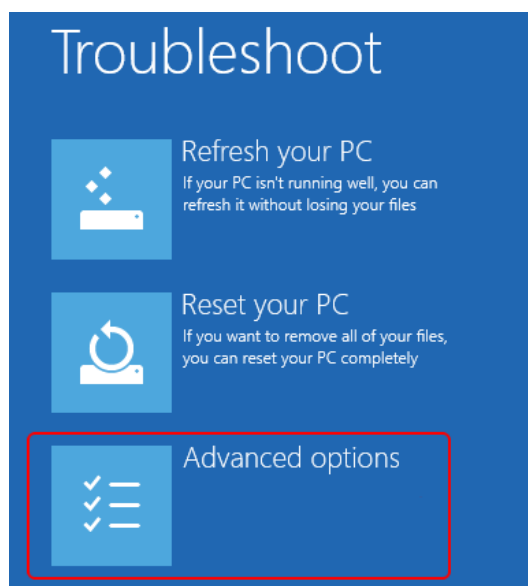 Troubleshoot
Refresh your PC
If your PC isn't running well, you can
refresh it without losing your files
Reset your PC
If you want to remove all of your files,
you can reset your PC completely
Advanced options